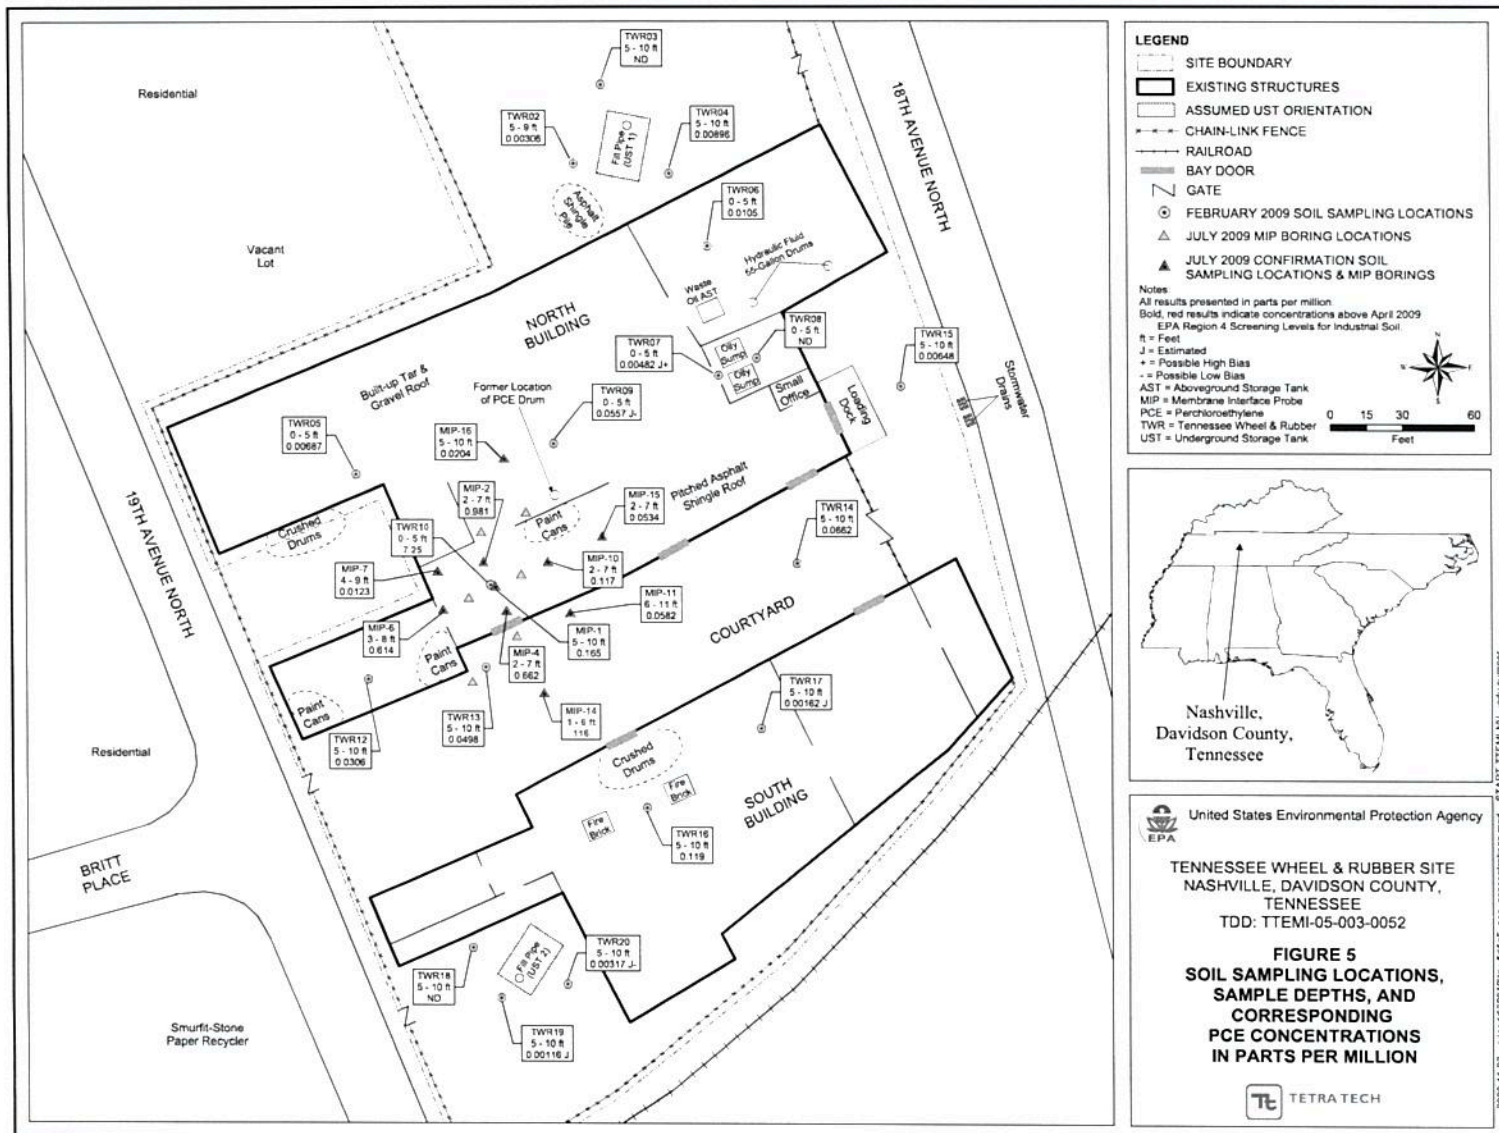 TWR03
5 - 10 ft
ND
Residential
TWR02
5 - 9 ft
0.00306
Fill Pipe
(UST 1)
TWR04
5 - 10 ft
0.00896
18TH AVENUE NORTH
Asphalt
Shingle
Pile
TWR06
0 - 5 ft
0.0105
Vacant
Lot
Hydraulic Fluid
55-Gallon Drums
Waste
Oil AST
NORTH
BUILDING
TWR07
0 - 5 ft
0.00482 J+
Oily
Sump
Oily
Sump
TWR08
0 - 5 ft
ND
TWR15
5 - 10 ft
0.00648
Stormwater
Drains
Small
Office
Loading
Dock
Built-up Tar &
Gravel Roof
Former Location
of PCE Drum
TWR09
0 - 5 ft
0.0557 J-
TWR05
0 - 5 ft
0.00687
MIP-16
5 - 10 ft
0.0204
Pitched Asphalt
Shingle Roof
MIP-2
2 - 7 ft
0.981
MIP-15
2 - 7 ft
0.0534
19TH AVENUE NORTH
Crushed
Drums
TWR10
0 - 5 ft
7.25
Paint
Cans
TWR14
5 - 10 ft
0.0662
MIP-7
4 - 9 ft
0.0123
MIP-10
2 - 7 ft
0.117
MIP-11
6 - 11 ft
0.0582
COURTYARD
MIP-6
3 - 8 ft
0.614
Paint
Cans
MIP-4
2 - 7 ft
0.662
MIP-1
5 - 10 ft
0.165
Paint
Cans
TWR12
5 - 10 ft
0.0306
TWR13
5 - 10 ft
0.0498
MIP-14
1 - 6 ft
116
TWR17
5 - 10 ft
0.00162 J
Residential
Crushed
Drums
Fire
Brick
Fire
Brick
SOUTH
BUILDING
TWR16
5 - 10 ft
0.119
BRITT
PLACE
TWR18
5 - 10 ft
ND
Fill Pipe
(UST 2)
TWR20
5 - 10 ft
0.00317 J-
TWR19
5 - 10 ft
0.00116 J
Smurfit-Stone
Paper Recycler
LEGEND
SITE BOUNDARY
EXISTING STRUCTURES
ASSUMED UST ORIENTATION
CHAIN-LINK FENCE
RAILROAD
BAY DOOR
GATE
FEBRUARY 2009 SOIL SAMPLING LOCATIONS
JULY 2009 MIP BORING LOCATIONS
JULY 2009 CONFIRMATION SOIL
SAMPLING LOCATIONS & MIP BORINGS
Notes:
All results presented in parts per million
Bold, red results indicate concentrations above April 2009
EPA Region 4 Screening Levels for Industrial Soil.
ft = Feet
J = Estimated
+ = Possible High Bias
- = Possible Low Bias
AST = Aboveground Storage Tank
MIP = Membrane Interface Probe
PCE = Perchloroethylene
TWR = Tennessee Wheel & Rubber
UST = Underground Storage Tank
N
E
S
0 15 30 60
Feet
Nashville,
Davidson County,
Tennessee
EPA
United States Environmental Protection Agency
TENNESSEE WHEEL & RUBBER SITE
NASHVILLE, DAVIDSON COUNTY,
TENNESSEE
TDD: TTEMI-05-003-0052
FIGURE 5
SOIL SAMPLING LOCATIONS,
SAMPLE DEPTHS, AND
CORRESPONDING
PCE CONCENTRATIONS
IN PARTS PER MILLION
Tt
TETRA TECH